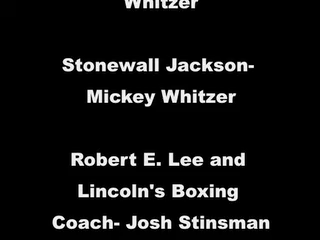 Whitzer
Stonewall Jackson-
Mickey Whitzer
Robert E. Lee and
Lincoln's Boxing
Coach- Josh Stinsman